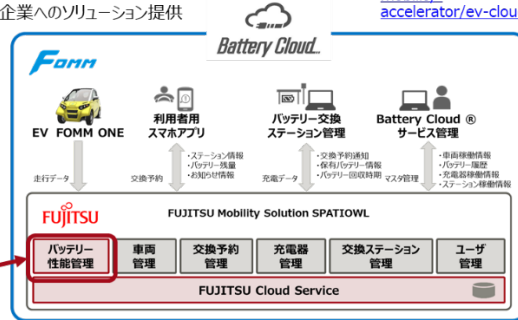 企業へのソリューション提供
accelerator/ev-clou
Battery Cloud
FOMM
EV FOMM ONE
利用者用
スマホアプリ
バッテリー交換
ステーション管理
Battery Cloud ®
サービス管理
走行データ
交換予約
・ステーション情報
・バッテリー残量
・お知らせ情報
充電データ
・交換予約通知
・保有バッテリー情報
・バッテリー回収時期
マスタ管理
・車両稼働情報
・バッテリー履歴
・充電器稼働情報
・ステーション稼働情報
FUJITSU
FUJITSU Mobility Solution SPATIOWL
バッテリー
性能管理
車両
管理
交換予約
管理
充電器
管理
交換ステーション
管理
ユーザ
管理
FUJITSU Cloud Service